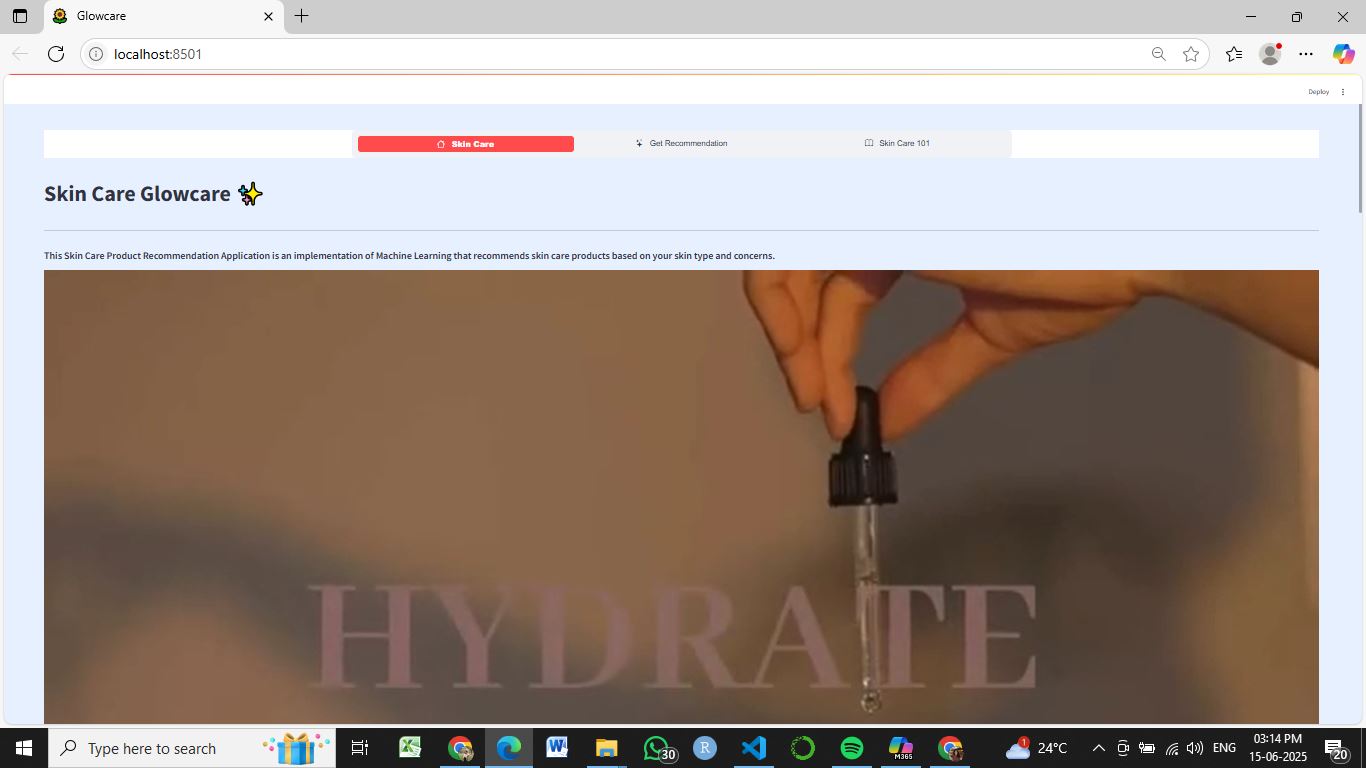 Glowcare
localhost:8501
Deploy
Skin Care
Get Recommendation
Skin Care 101
Skin Care Glowcare
This Skin Care Product Recommendation Application is an implementation of Machine Learning that recommends skin care products based on your skin type and concerns.
HYDRATE
Type here to search
30
R
M365
1
24°C
ENG
03:14 PM
15-06-2025
20